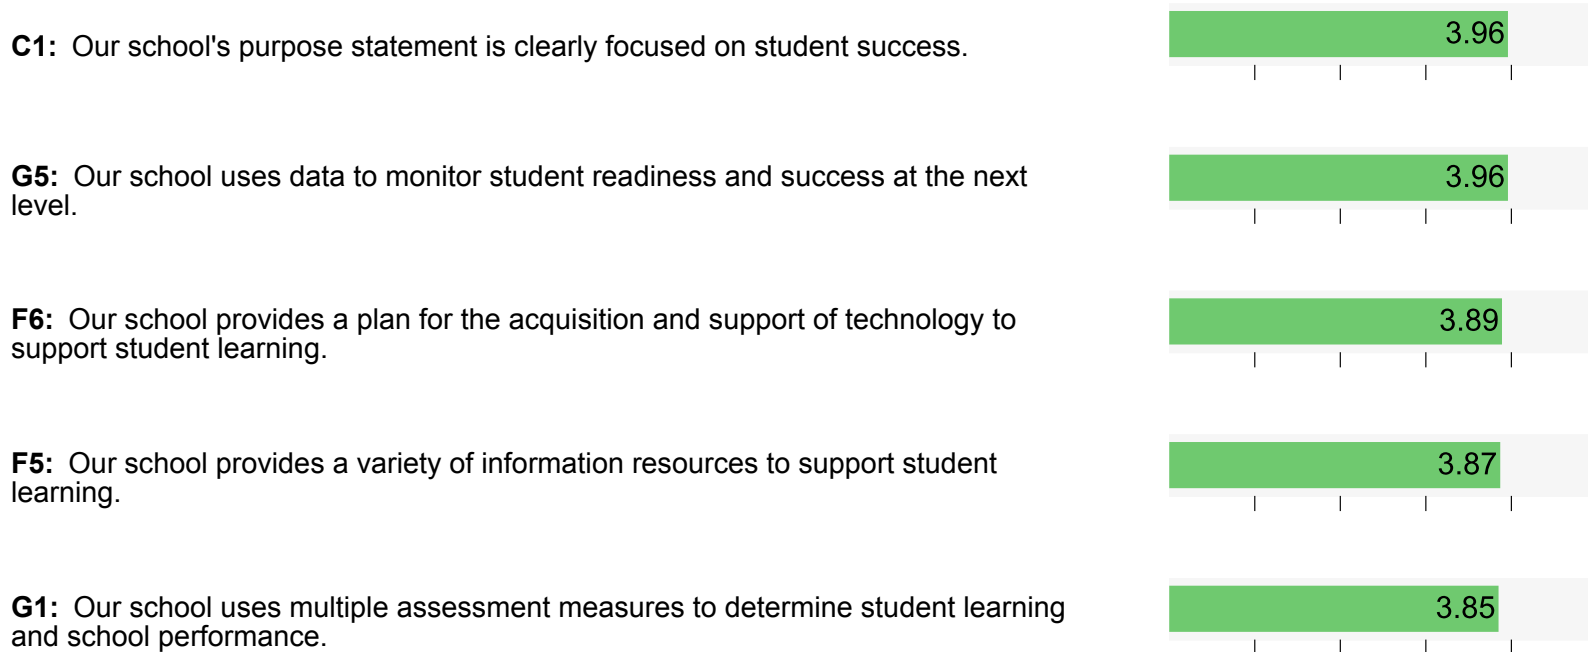 C1: Our school's purpose statement is clearly focused on student success.
3.96
G5: Our school uses data to monitor student readiness and success at the next
level.
3.96
F6: Our school provides a plan for the acquisition and support of technology to
support student learning.
3.89
F5: Our school provides a variety of information resources to support student
learning.
3.87
G1: Our school uses multiple assessment measures to determine student learning
and school performance.
3.85